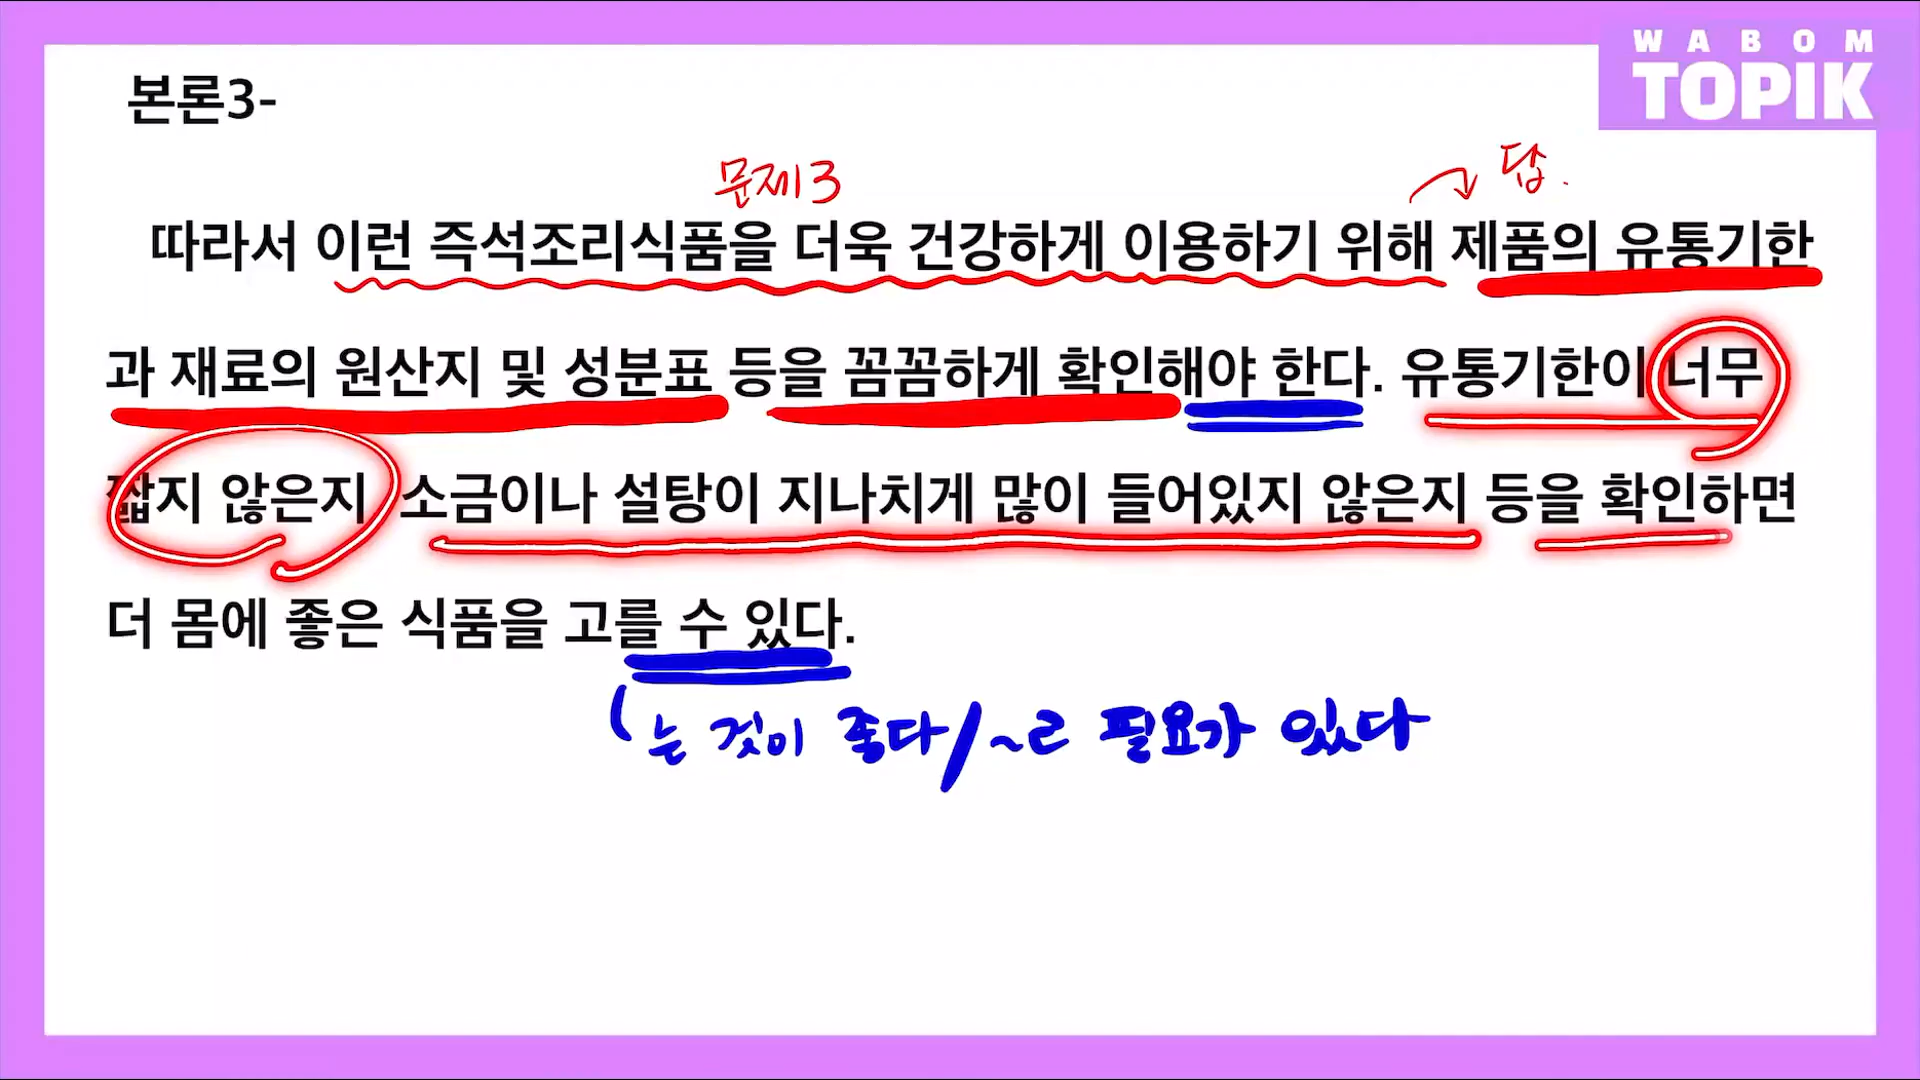 WABOM
TOPIK
본론3-
문제3
답.
따라서 이런 즉석조리식품을 더욱 건강하게 이용하기 위해 제품의 유통기한
과 재료의 원산지 및 성분표 등을 꼼꼼하게 확인해야 한다. 유통기한이 너무
짧지 않은지 소금이나 설탕이 지나치게 많이 들어있지 않은지 등을 확인하면
더 몸에 좋은 식품을 고를 수 있다.
는 것이 좋다/~ㄹ 필요가 있다